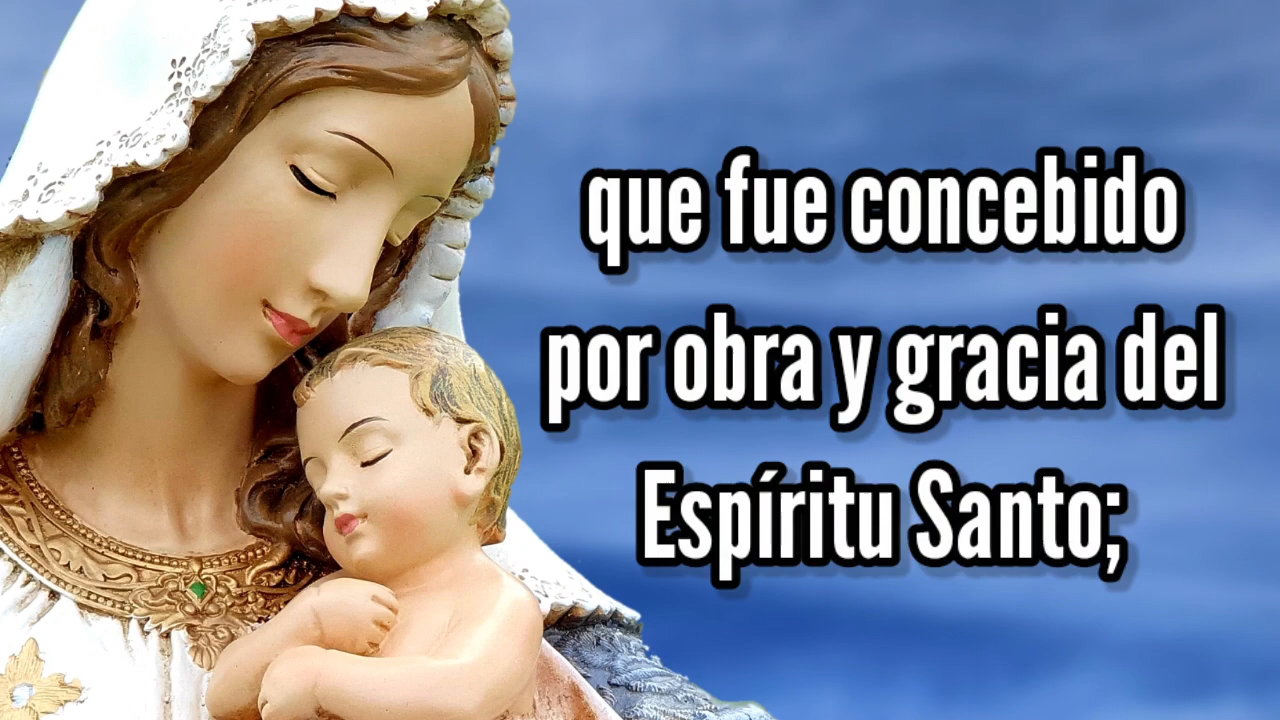 que fue concebido
por obra y gracia del
Espíritu Santo;